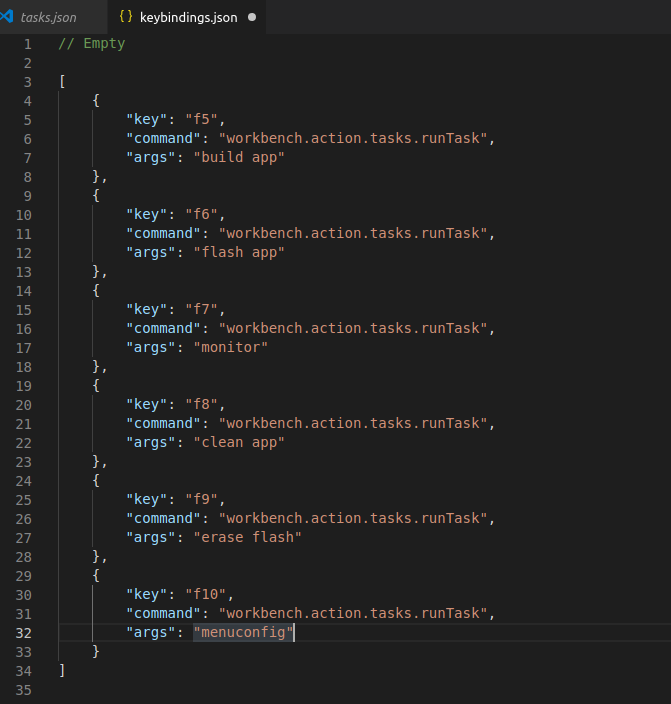 tasks.json
{} keybindings.json
1 // Empty
2
3 [
4 {
5 "key": "f5",
6 "command": "workbench.action.tasks.runTask",
7 "args": "build app"
8 },
9 {
10 "key": "f6",
11 "command": "workbench.action.tasks.runTask",
12 "args": "flash app"
13 },
14 {
15 "key": "f7",
16 "command": "workbench.action.tasks.runTask",
17 "args": "monitor"
18 },
19 {
20 "key": "f8",
21 "command": "workbench.action.tasks.runTask",
22 "args": "clean app"
23 },
24 {
25 "key": "f9",
26 "command": "workbench.action.tasks.runTask",
27 "args": "erase flash"
28 },
29 {
30 "key": "f10",
31 "command": "workbench.action.tasks.runTask",
32 "args": "menuconfig"
33 }
34 ]
35